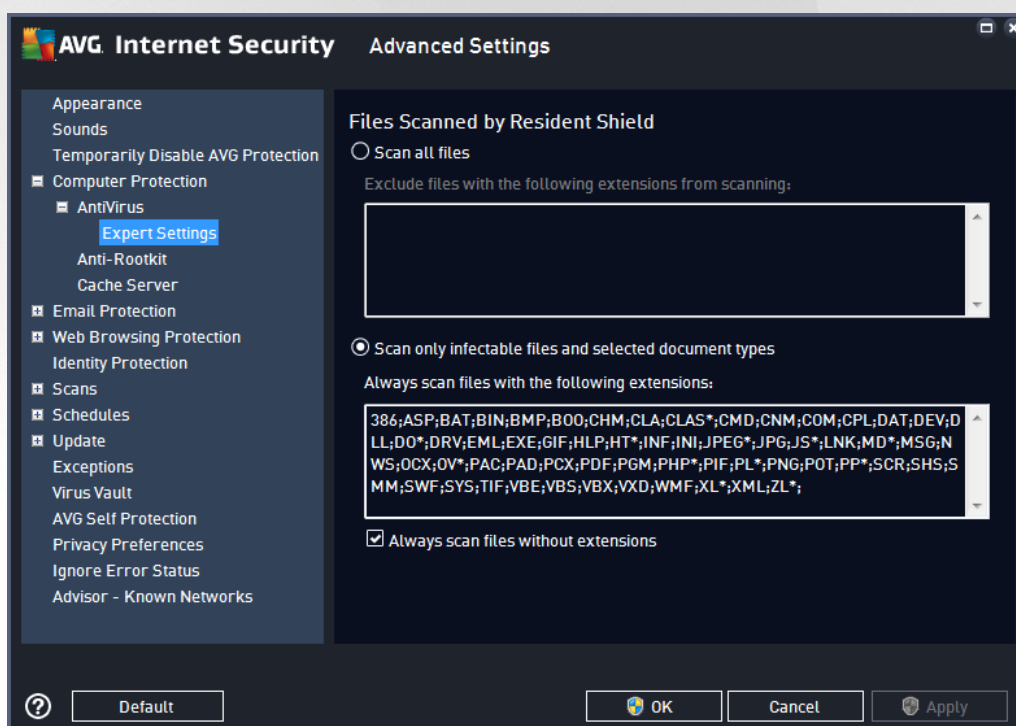 AVG. Internet Security Advanced Settings
Appearance
Sounds
Temporarily Disable AVG Protection
Computer Protection
AntiVirus
Expert Settings
Anti-Rootkit
Cache Server
Email Protection
Web Browsing Protection
Identity Protection
Scans
Schedules
Update
Exceptions
Virus Vault
AVG Self Protection
Privacy Preferences
Ignore Error Status
Advisor - Known Networks
Files Scanned by Resident Shield
Scan all files
Exclude files with the following extensions from scanning:
Scan only infectable files and selected document types
Always scan files with the following extensions:
386;ASP;BAT;BIN;BMP;BOO;CHM;CLA;CLAS*;CMD;CNM;COM;CPL;DAT;DEV;D
LL;DO*;DRV;EML;EXE;GIF;HLP;HT*;INF;INI;JPEG*;JPG;JS*;LNK;MD*;MSG;N
WS;OCX;OV*;PAC;PAD;PCX;PDF;PGM;PHP*;PIF;PL*;PNG;POT;PP*;SCR;SHS;S
MM;SWF;SYS;TIF;VBE;VBS;VBX;VXD;WMF;XL*;XML;ZL*;
Always scan files without extensions
? Default OK Cancel Apply